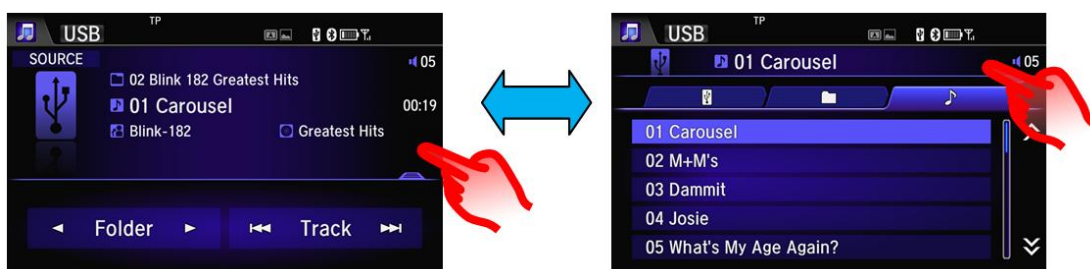 USB
TP
SOURCE
05
02 Blink 182 Greatest Hits
01 Carousel
00:19
Blink-182
Greatest Hits
Folder
Track
USB
TP
01 Carousel
05
01 Carousel
02 M+M's
03 Dammit
04 Josie
05 What's My Age Again?